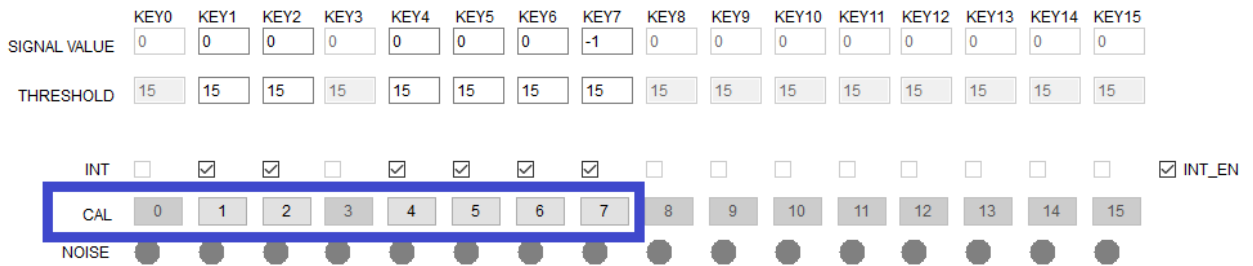 KEY0 KEY1 KEY2 KEY3 KEY4 KEY5 KEY6 KEY7 KEY8 KEY9 KEY10 KEY11 KEY12 KEY13 KEY14 KEY15
SIGNAL VALUE 0 0 0 0 0 0 0 -1 0 0 0 0 0 0 0 0
THRESHOLD 15 15 15 15 15 15 15 15 15 15 15 15 15 15 15 15
INT INT_EN
CAL 0 1 2 3 4 5 6 7 8 9 10 11 12 13 14 15
NOISE